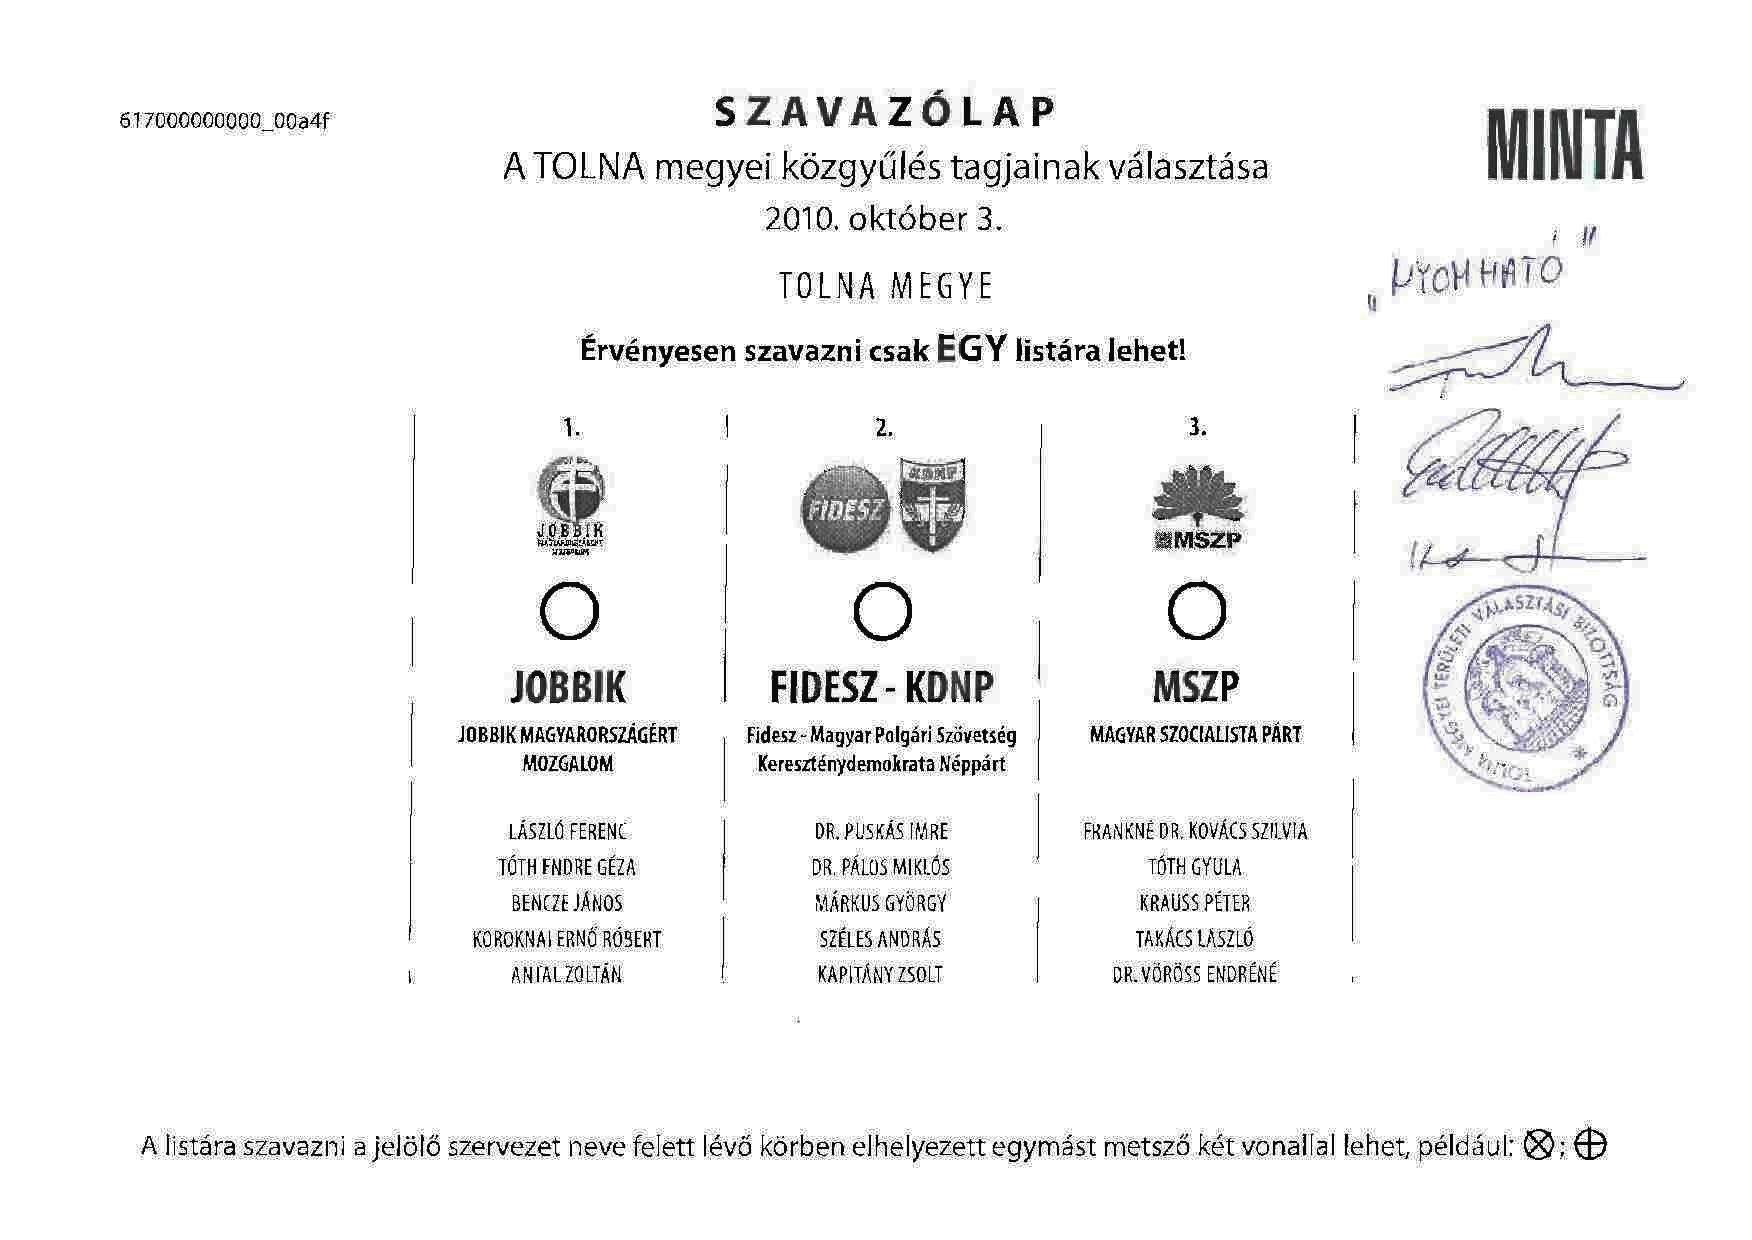 617000000000_00a4f
SZAVAZÓLAP
MINTA
A TOLNA megyei közgyűlés tagjainak választása
2010. október 3.
„NYOMHATÓ"
TOLNA MEGYE
Érvényesen szavazni csak EGY listára lehet!
1. 2. 3.
JOBBIK
FIDESZ KDNP
MSZP
JOBBIK FIDESZ - KDNP MSZP
JOBBIK MAGYARORSZÁGÉRT MOZGALOM
Fidesz - Magyar Polgári Szövetség
Kereszténydemokrata Néppárt
MAGYAR SZOCIALISTA PÁRT
LÁSZLÓ FERENC DR. PUSKÁS IMRE FRANKNÉ DR. KOVÁCS SZILVIA
TÓTH ENDRE GÉZA DR. PÁLOS MIKLÓS TÓTH GYULA
BENCZE JÁNOS MÁRKUS GYÖRGY KRAUSS PÉTER
KOROKNAI ERNŐ RÓBERT SZÉLES ANDRÁS TAKÁCS LÁSZLÓ
ANTAL ZOLTÁN KAPITÁNY ZSOLT DR. VÖRÖSS ENDRÉNÉ
TOLNA MEGYEI TERÜLETI VÁLASZTÁSI BIZOTTSÁG
A listára szavazni a jelölő szervezet neve felett lévő körben elhelyezett egymást metsző két vonallal lehet, például: ⊗; ⊕